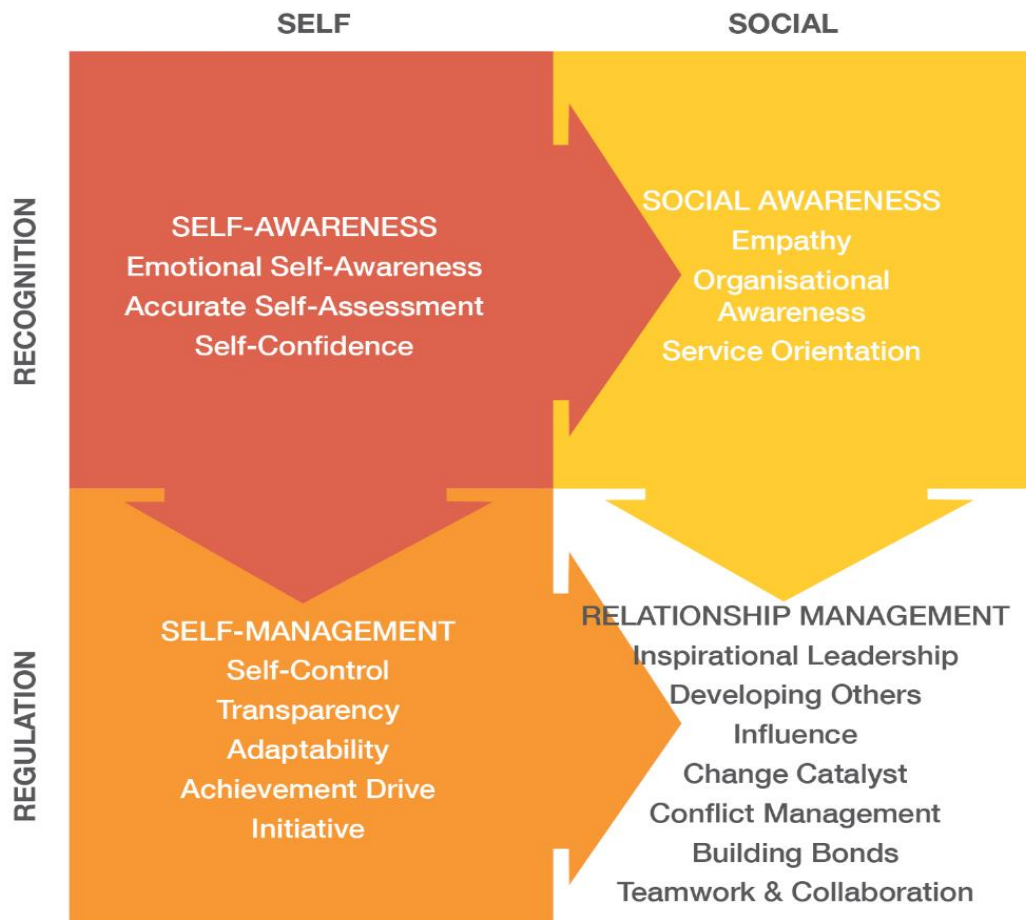 SELF
SOCIAL
RECOGNITION
SELF-AWARENESS
Emotional Self-Awareness
Accurate Self-Assessment
Self-Confidence
SOCIAL AWARENESS
Empathy
Organisational
Awareness
Service Orientation
REGULATION
SELF-MANAGEMENT
Self-Control
Transparency
Adaptability
Achievement Drive
Initiative
RELATIONSHIP MANAGEMENT
Inspirational Leadership
Developing Others
Influence
Change Catalyst
Conflict Management
Building Bonds
Teamwork & Collaboration